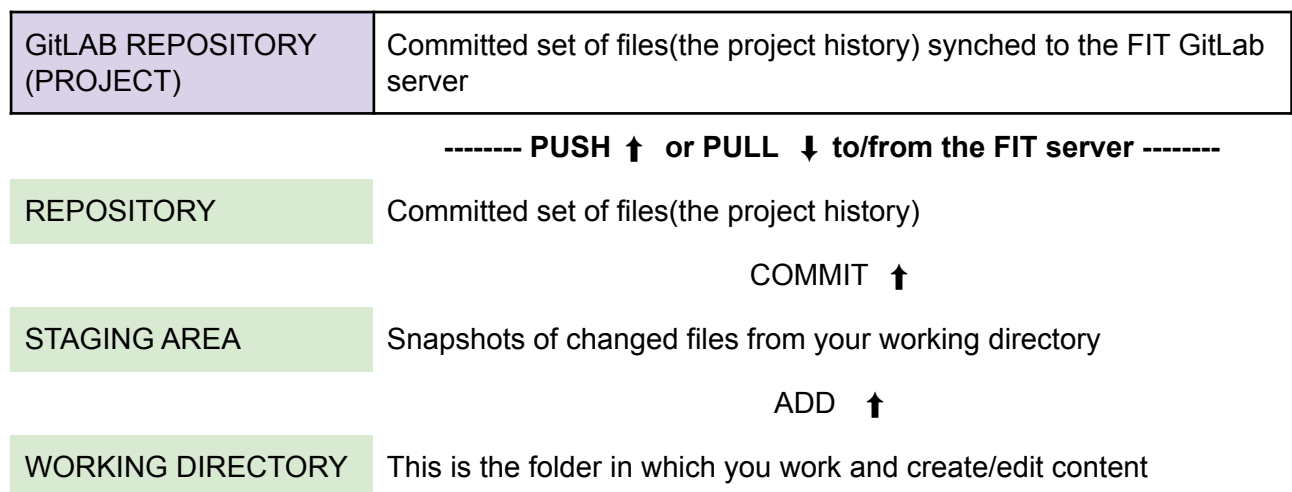 GitLAB REPOSITORY
(PROJECT)
Committed set of files(the project history) synched to the FIT GitLab
server
-------- PUSH ⬆ or PULL ⬇ to/from the FIT server --------
REPOSITORY
Committed set of files(the project history)
COMMIT ⬆
STAGING AREA
Snapshots of changed files from your working directory
ADD ⬆
WORKING DIRECTORY
This is the folder in which you work and create/edit content